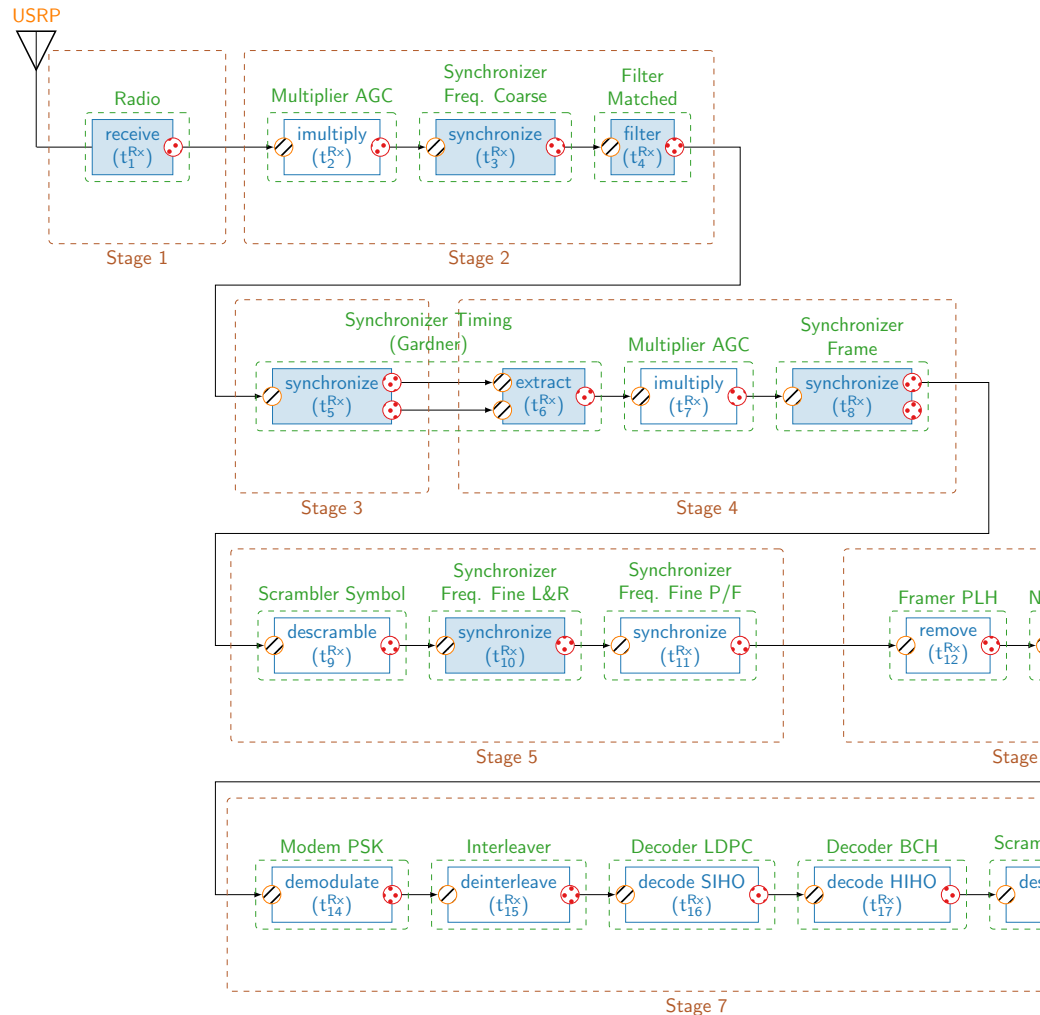 USRP
Radio
receive
(t₁ᴿˣ)
Stage 1
Multiplier AGC
imultiply
(t₂ᴿˣ)
Synchronizer
Freq. Coarse
synchronize
(t₃ᴿˣ)
Filter
Matched
filter
(t₄ᴿˣ)
Stage 2
Synchronizer Timing
(Gardner)
synchronize
(t₅ᴿˣ)
Stage 3
extract
(t₆ᴿˣ)
Multiplier AGC
imultiply
(t₇ᴿˣ)
Synchronizer
Frame
synchronize
(t₈ᴿˣ)
Stage 4
Scrambler Symbol
descramble
(t₉ᴿˣ)
Synchronizer
Freq. Fine L&R
synchronize
(t₁₀ᴿˣ)
Synchronizer
Freq. Fine P/F
synchronize
(t₁₁ᴿˣ)
Stage 5
Framer PLH
remove
(t₁₂ᴿˣ)
N
Stage
Modem PSK
demodulate
(t₁₄ᴿˣ)
Interleaver
deinterleave
(t₁₅ᴿˣ)
Decoder LDPC
decode SIHO
(t₁₆ᴿˣ)
Decoder BCH
decode HIHO
(t₁₇ᴿˣ)
Scram
des
Stage 7